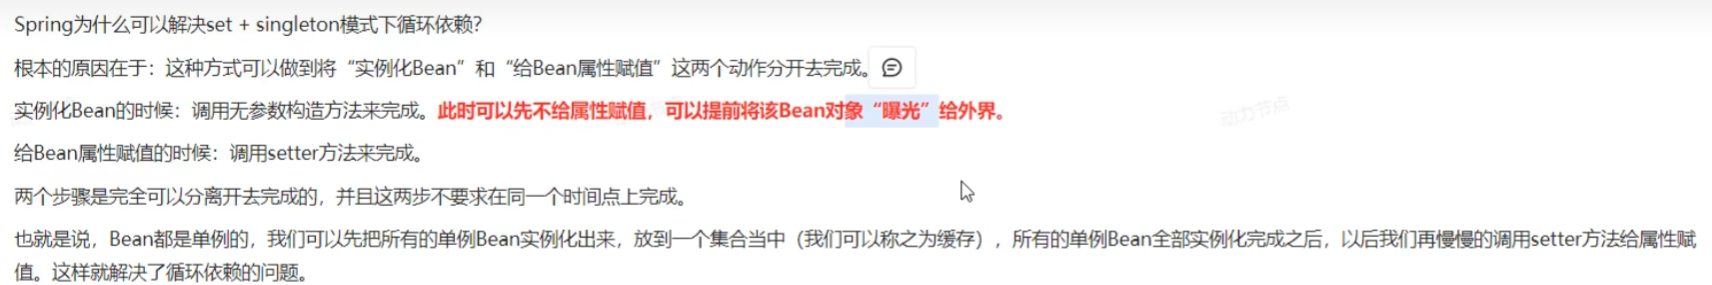 Spring为什么可以解决set + singleton模式下循环依赖?
根本的原因在于：这种方式可以做到将“实例化Bean”和“给Bean属性赋值”这两个动作分开去完成。
实例化Bean的时候：调用无参数构造方法来完成。此时可以先不给属性赋值，可以提前将该Bean对象“曝光”给外界。
动力节点
给Bean属性赋值的时候：调用setter方法来完成。
两个步骤是完全可以分离开去完成的，并且这两步不要求在同一个时间点上完成。
也就是说，Bean都是单例的，我们可以先把所有的单例Bean实例化出来，放到一个集合当中（我们可以称之为缓存），所有的单例Bean全部实例化完成之后，以后我们再慢慢的调用setter方法给属性赋
值。这样就解决了循环依赖的问题。